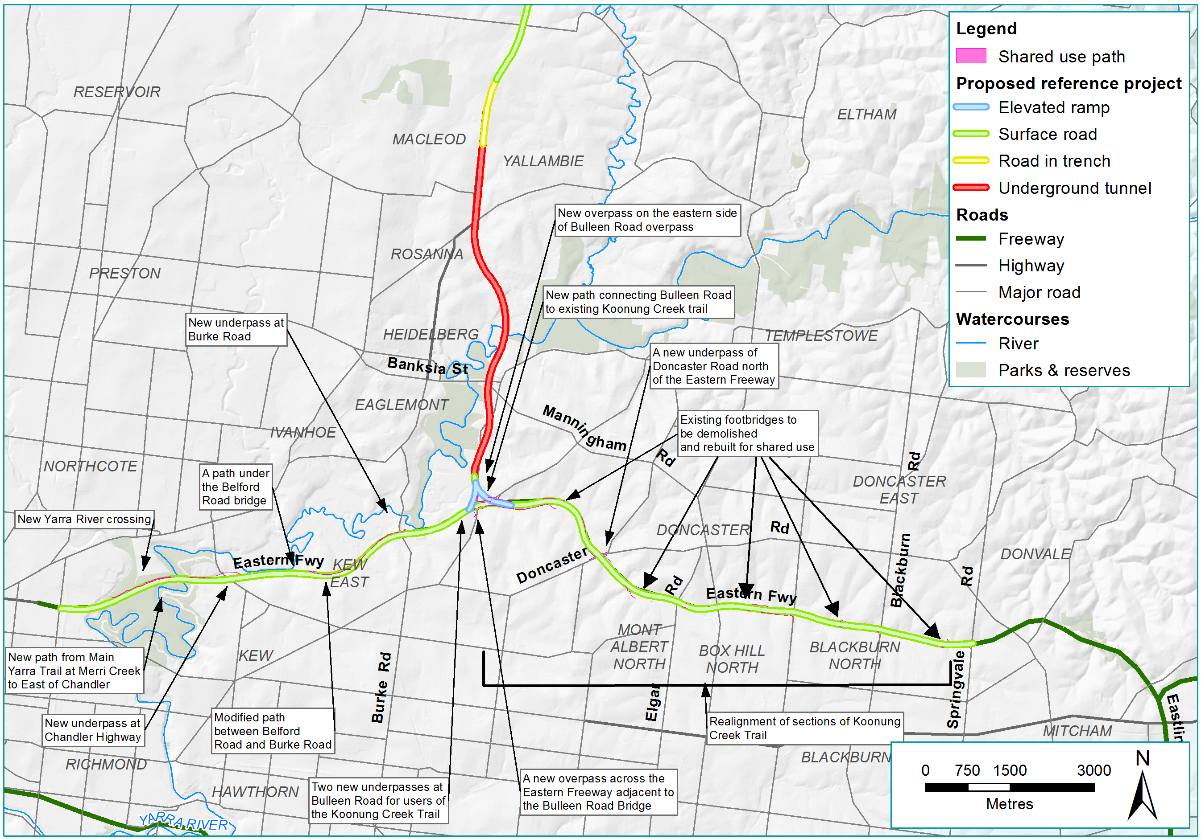 RESERVOIR
MACLEOD
YALLAMBIE
ELTHAM
Legend
Shared use path
Proposed reference project
Elevated ramp
Surface road
Road in trench
Underground tunnel
Roads
Freeway
Highway
Major road
Watercourses
River
Parks & reserves
New overpass on the eastern side
of Bulleen Road overpass
ROSANNA
PRESTON
New path connecting Bulleen Road
to existing Koonung Creek trail
New underpass at
Burke Road
HEIDELBERG
TEMPLESTOWE
Banksia St
A new underpass of
Doncaster Road north
of the Eastern Freeway
EAGLEMONT
Manningham
Rd
Existing footbridges to
be demolished
and rebuilt for shared use
IVANHOE
NORTHCOTE
A path under
the Belford
Road bridge
Rd
DONCASTER
EAST
New Yarra River crossing
DONCASTER
Rd
Blackburn
DONVALE
Rd
Eastern Fwy
KEW
EAST
Doncaster
Rd
Eastern Fwy
MONT
ALBERT
NORTH
BOX HILL
NORTH
BLACKBURN
NORTH
KEW
New path from Main
Yarra Trail at Merri Creek
to East of Chandler
Burke Rd
Elgar
Springvale
Eastlin
New underpass at
Chandler Highway
Modified path
between Belford
Road and Burke Road
Realignment of sections of Koonung
Creek Trail
MITCHAM
RICHMOND
BLACKBURN
HAWTHORN
Two new underpasses at
Bulleen Road for users of
the Koonung Creek Trail
A new overpass across the
Eastern Freeway adjacent to
the Bulleen Road Bridge
YARRA RIVER
N
0 750 1500 3000
Metres